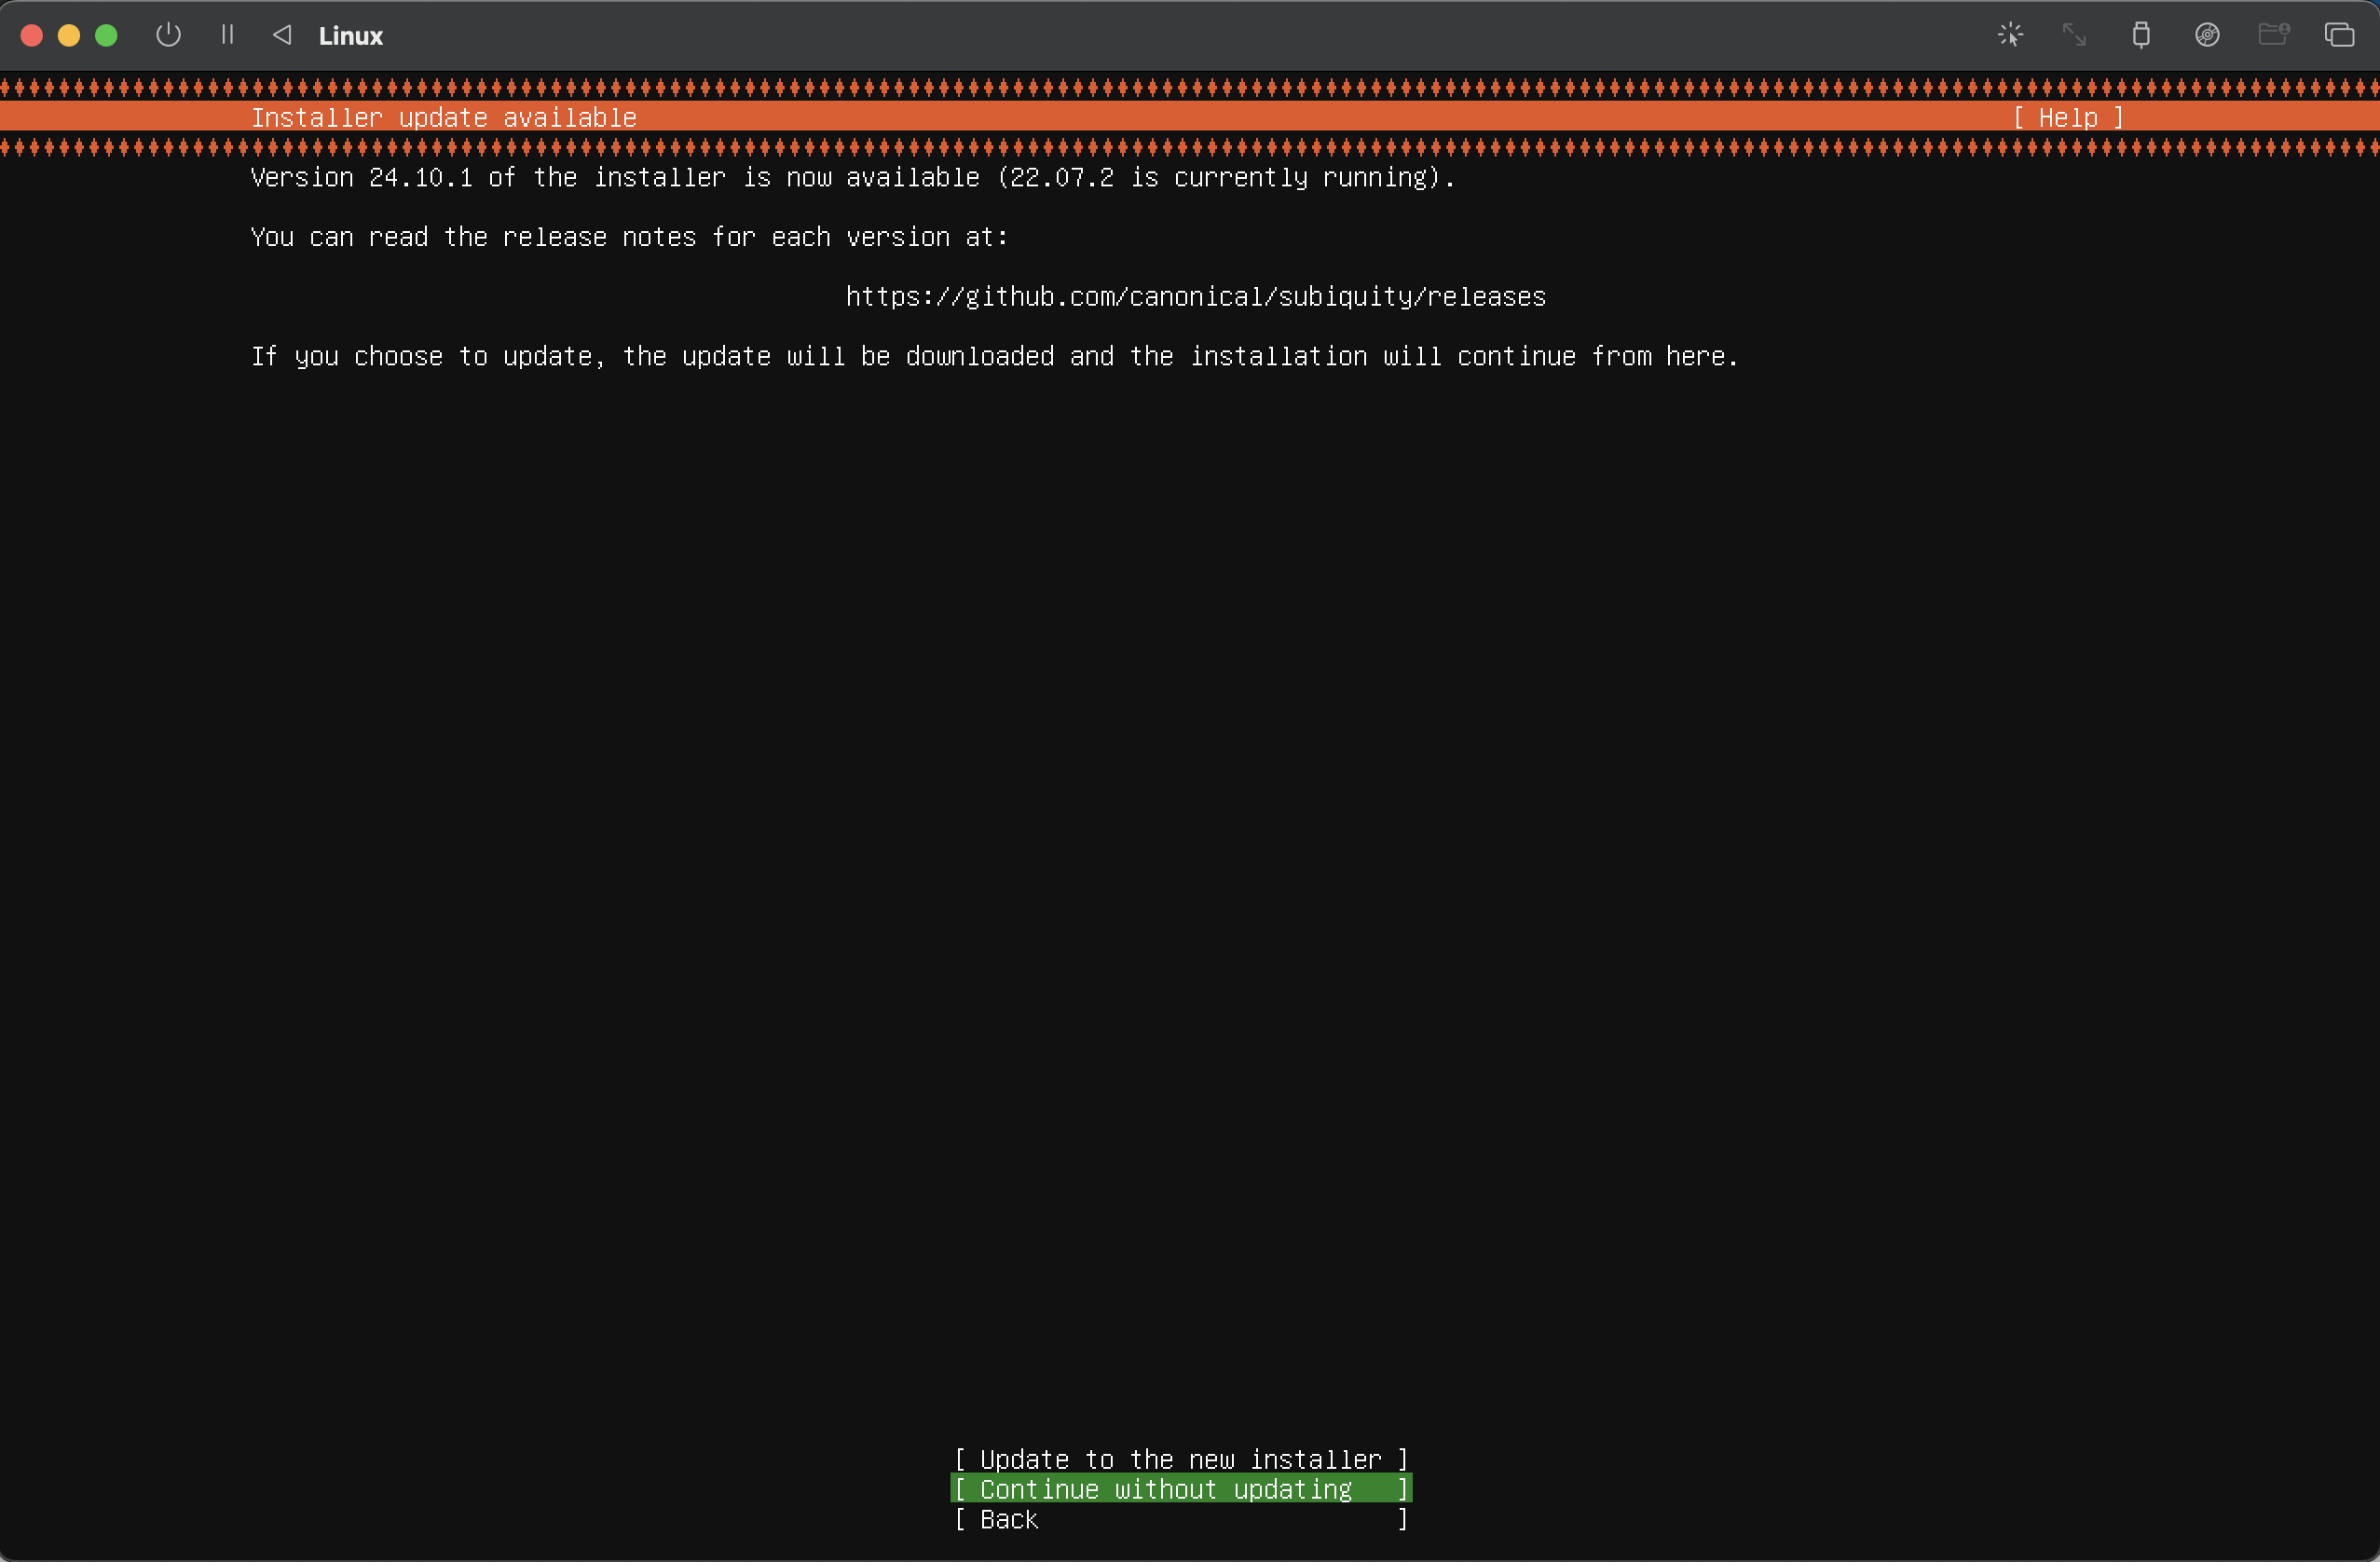 Linux
Installer update available [ Help ]
Version 24.10.1 of the installer is now available (22.07.2 is currently running).
You can read the release notes for each version at:
https://github.com/canonical/subiquity/releases
If you choose to update, the update will be downloaded and the installation will continue from here.
[ Update to the new installer ]
[ Continue without updating ]
[ Back ]